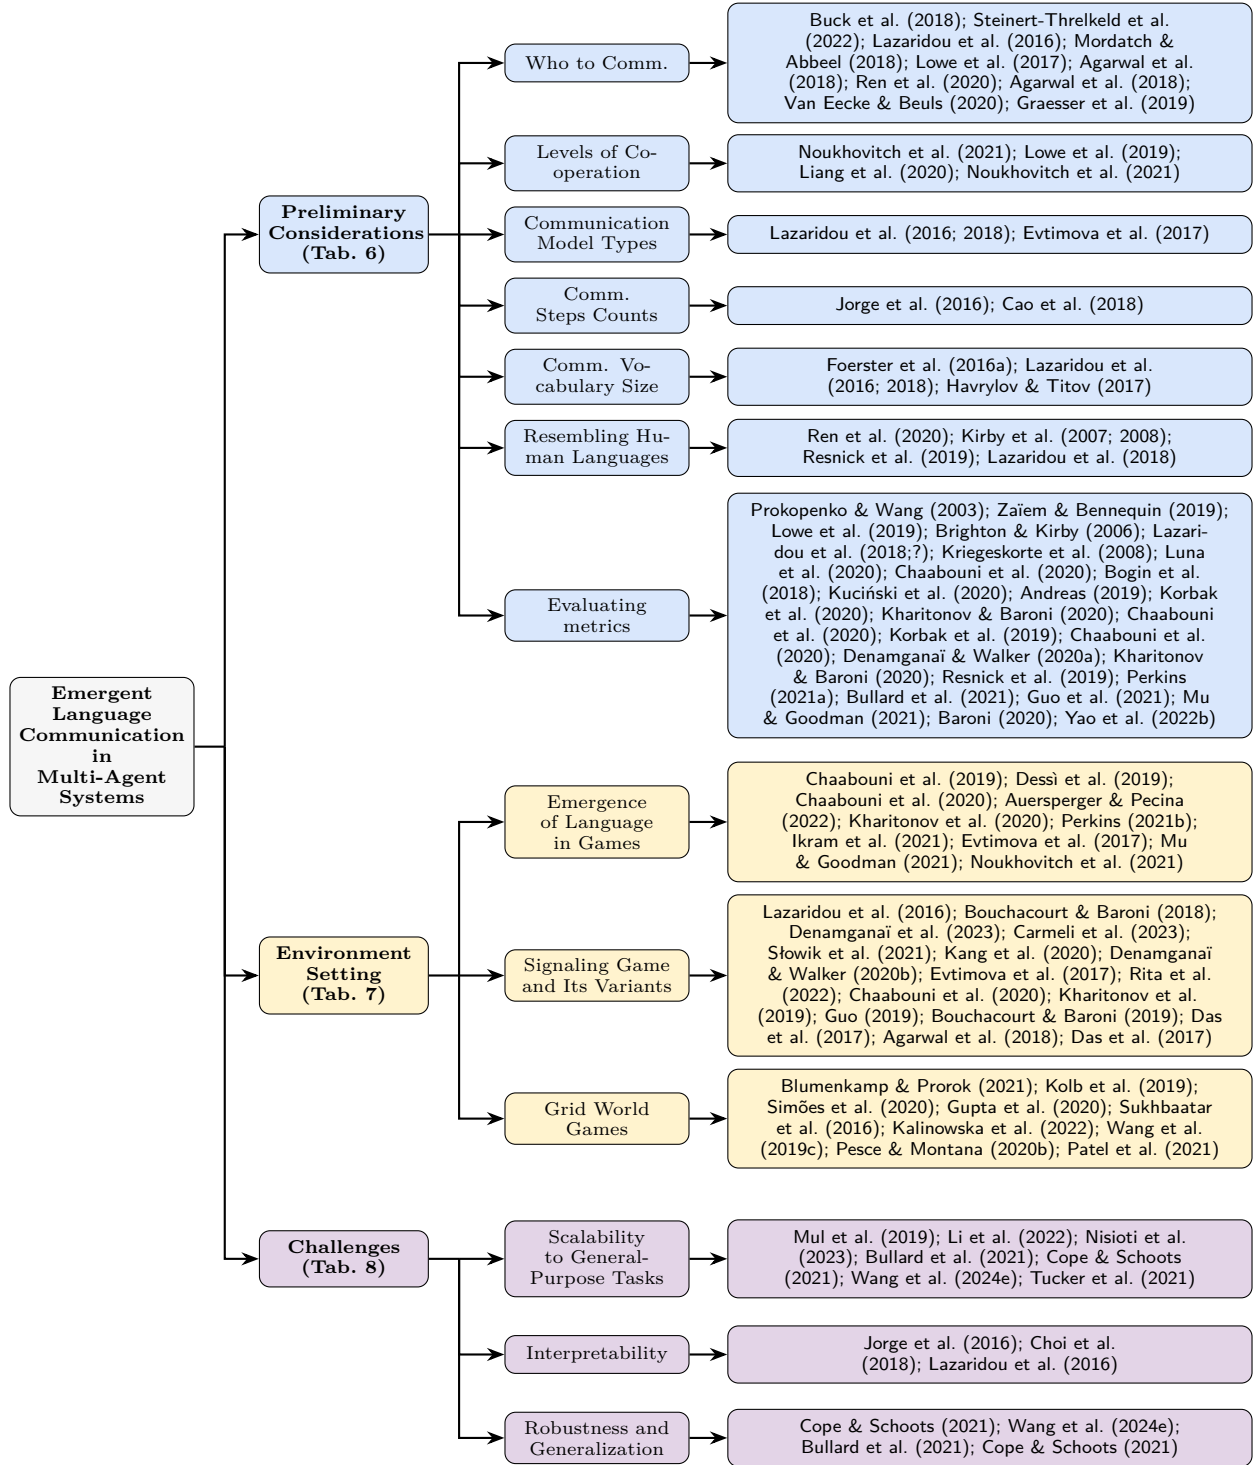 Emergent
Language
Communication
in
Multi-Agent
Systems
Preliminary
Considerations
(Tab. 6)
Who to Comm.
Buck et al. (2018); Steinert-Threlkeld et al.
(2022); Lazaridou et al. (2016); Mordatch &
Abbeel (2018); Lowe et al. (2017); Agarwal et al.
(2018); Ren et al. (2020); Agarwal et al. (2018);
Van Eecke & Beuls (2020); Graesser et al. (2019)
Levels of Co-
operation
Noukhovitch et al. (2021); Lowe et al. (2019);
Liang et al. (2020); Noukhovitch et al. (2021)
Communication
Model Types
Lazaridou et al. (2016; 2018); Evtimova et al. (2017)
Comm.
Steps Counts
Jorge et al. (2016); Cao et al. (2018)
Comm. Vo-
cabulary Size
Foerster et al. (2016a); Lazaridou et al.
(2016; 2018); Havrylov & Titov (2017)
Resembling Hu-
man Languages
Ren et al. (2020); Kirby et al. (2007; 2008);
Resnick et al. (2019); Lazaridou et al. (2018)
Evaluating
metrics
Prokopenko & Wang (2003); Zaïem & Bennequin (2019);
Lowe et al. (2019); Brighton & Kirby (2006); Lazari-
dou et al. (2018;?); Kriegeskorte et al. (2008); Luna
et al. (2020); Chaabouni et al. (2020); Bogin et al.
(2018); Kuciński et al. (2020); Andreas (2019); Korbak
et al. (2020); Kharitonov & Baroni (2020); Chaabouni
et al. (2020); Korbak et al. (2019); Chaabouni et al.
(2020); Denamganaï & Walker (2020a); Kharitonov
& Baroni (2020); Resnick et al. (2019); Perkins
(2021a); Bullard et al. (2021); Guo et al. (2021); Mu
& Goodman (2021); Baroni (2020); Yao et al. (2022b)
Environment
Setting
(Tab. 7)
Emergence
of Language
in Games
Chaabouni et al. (2019); Dessì et al. (2019);
Chaabouni et al. (2020); Auersperger & Pecina
(2022); Kharitonov et al. (2020); Perkins (2021b);
Ikram et al. (2021); Evtimova et al. (2017); Mu
& Goodman (2021); Noukhovitch et al. (2021)
Signaling Game
and Its Variants
Lazaridou et al. (2016); Bouchacourt & Baroni (2018);
Denamganaï et al. (2023); Carmeli et al. (2023);
Słowik et al. (2021); Kang et al. (2020); Denamganaï
& Walker (2020b); Evtimova et al. (2017); Rita et al.
(2022); Chaabouni et al. (2020); Kharitonov et al.
(2019); Guo (2019); Bouchacourt & Baroni (2019); Das
et al. (2017); Agarwal et al. (2018); Das et al. (2017)
Grid World
Games
Blumenkamp & Prorok (2021); Kolb et al. (2019);
Simões et al. (2020); Gupta et al. (2020); Sukhbaatar
et al. (2016); Kalinowska et al. (2022); Wang et al.
(2019c); Pesce & Montana (2020b); Patel et al. (2021)
Challenges
(Tab. 8)
Scalability
to General-
Purpose Tasks
Mul et al. (2019); Li et al. (2022); Nisioti et al.
(2023); Bullard et al. (2021); Cope & Schoots
(2021); Wang et al. (2024e); Tucker et al. (2021)
Interpretability
Jorge et al. (2016); Choi et al.
(2018); Lazaridou et al. (2016)
Robustness and
Generalization
Cope & Schoots (2021); Wang et al. (2024e);
Bullard et al. (2021); Cope & Schoots (2021)